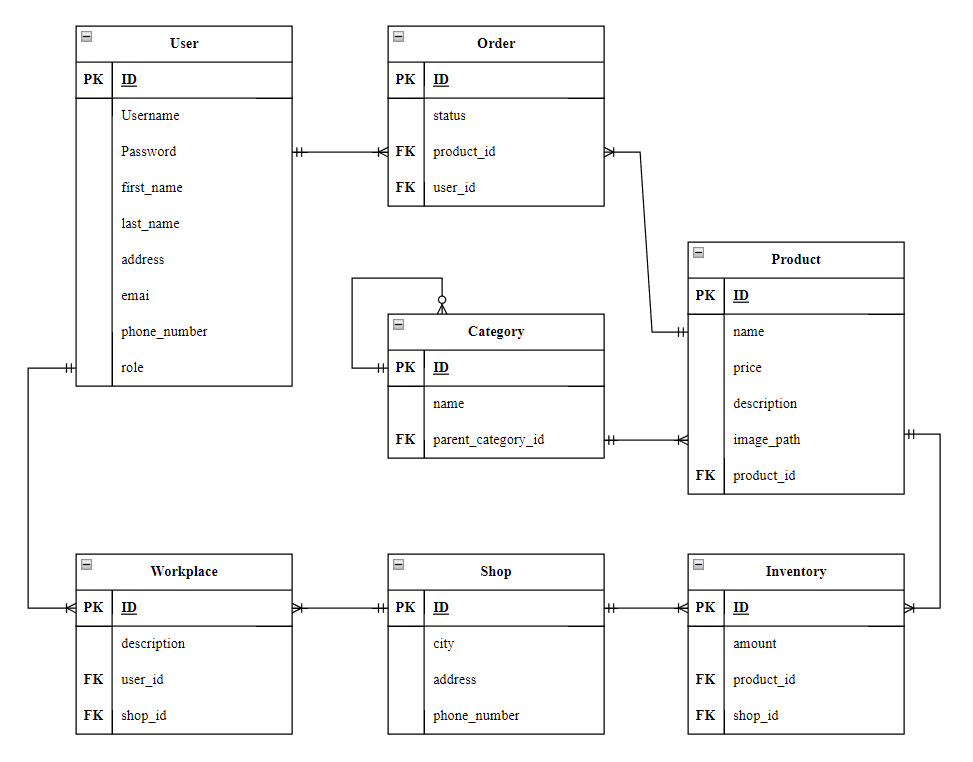 User
PK ID
Username
Password
first_name
last_name
address
emai
phone_number
role
Order
PK ID
status
FK product_id
FK user_id
Product
PK ID
name
price
description
image_path
FK product_id
Category
PK ID
name
FK parent_category_id
Workplace
PK ID
description
FK user_id
FK shop_id
Shop
PK ID
city
address
phone_number
Inventory
PK ID
amount
FK product_id
FK shop_id